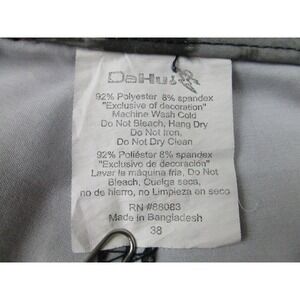 DaHui
92% Polyester 8% spandex
"Exclusive of decoration"
Machine Wash Cold
Do Not Bleach, Hang Dry
Do Not Iron,
Do Not Dry Clean
92% Poliéster 8% spandex
"Exclusivo de decoración"
Lavar la máquina fría, Do Not
Bleach, Cuelga seca,
no de hierro, no Limpieza en seco
RN #88083
Made in Bangladesh
38